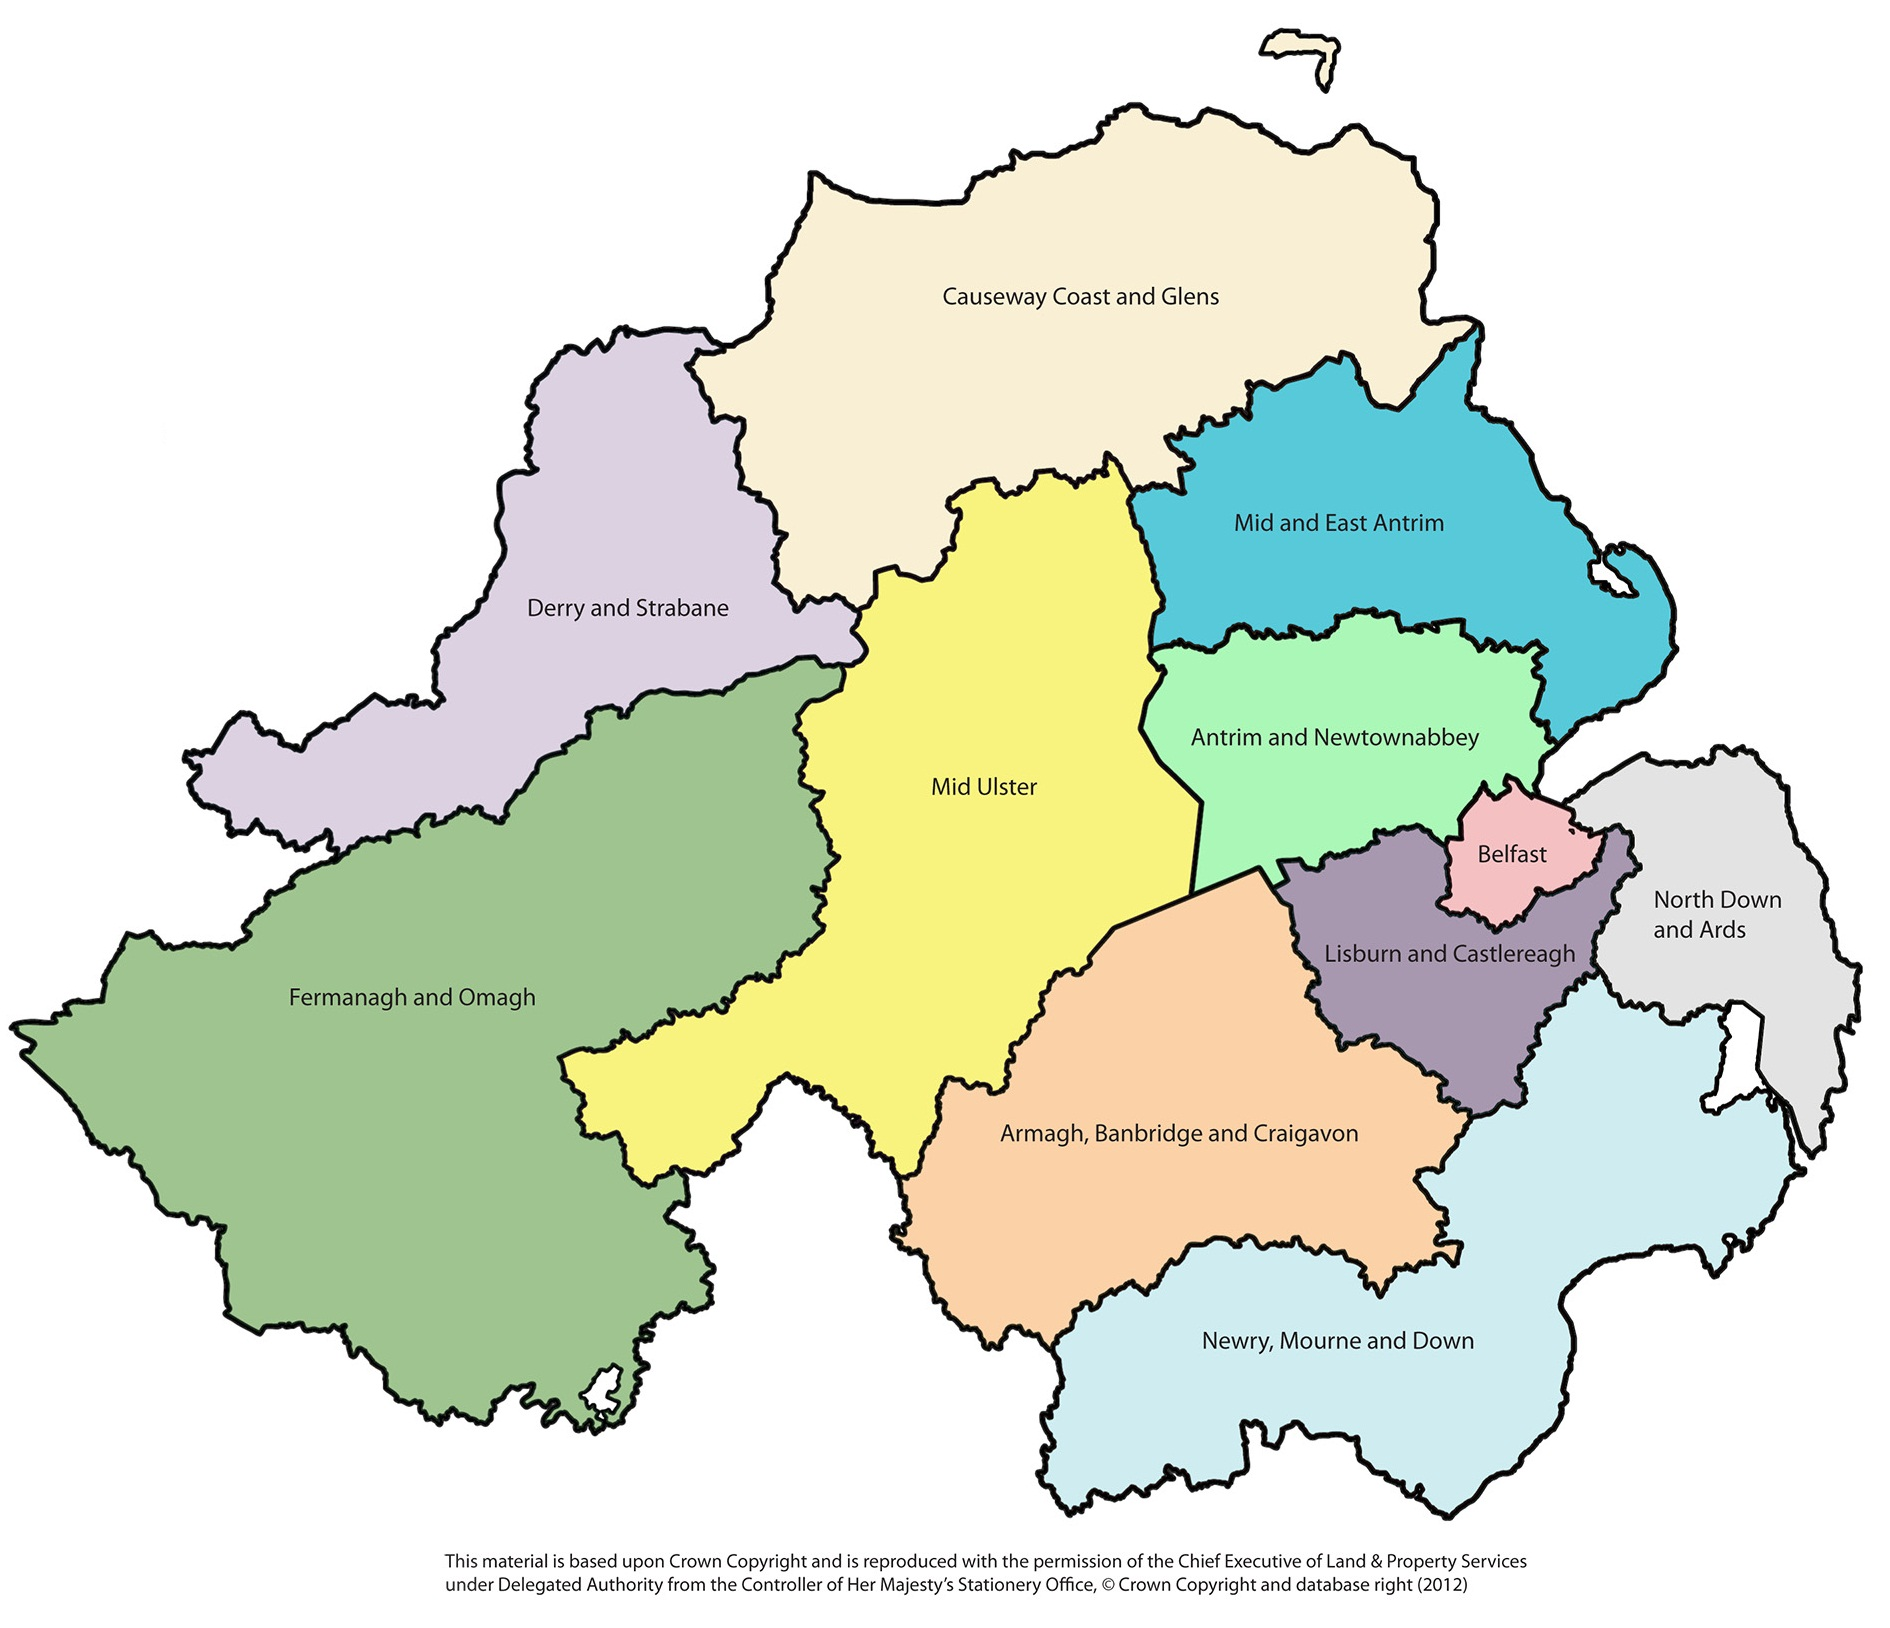 Causeway Coast and Glens
Mid and East Antrim
Derry and Strabane
Antrim and Newtownabbey
Mid Ulster
Belfast
North Down
and Ards
Lisburn and Castlereagh
Fermanagh and Omagh
Armagh, Banbridge and Craigavon
Newry, Mourne and Down
This material is based upon Crown Copyright and is reproduced with the permission of the Chief Executive of Land & Property Services
under Delegated Authority from the Controller of Her Majesty's Stationery Office, © Crown Copyright and database right (2012)